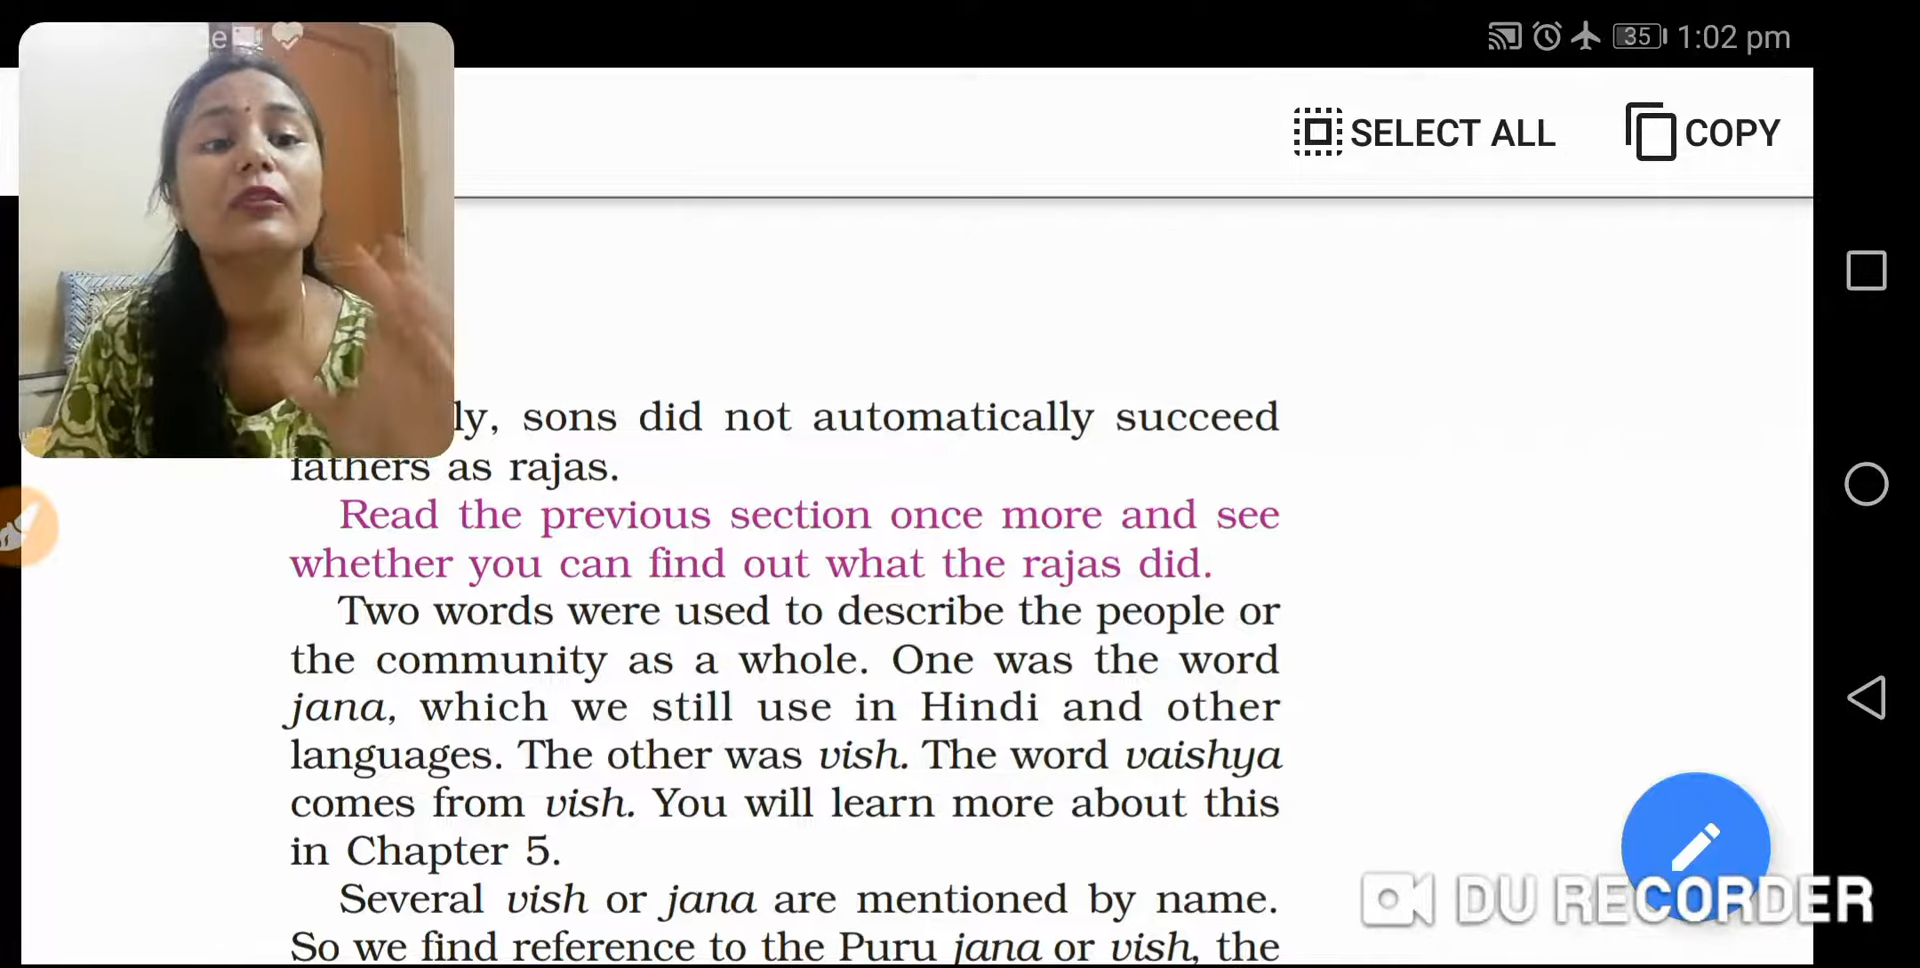 35 1:02 pm
SELECT ALL COPY
ly, sons did not automatically succeed
fathers as rajas.
Read the previous section once more and see
whether you can find out what the rajas did.
Two words were used to describe the people or
the community as a whole. One was the word
jana, which we still use in Hindi and other
languages. The other was vish. The word vaishya
comes from vish. You will learn more about this
in Chapter 5.
Several vish or jana are mentioned by name.
So we find reference to the Puru jana or vish, the
DU RECORDER